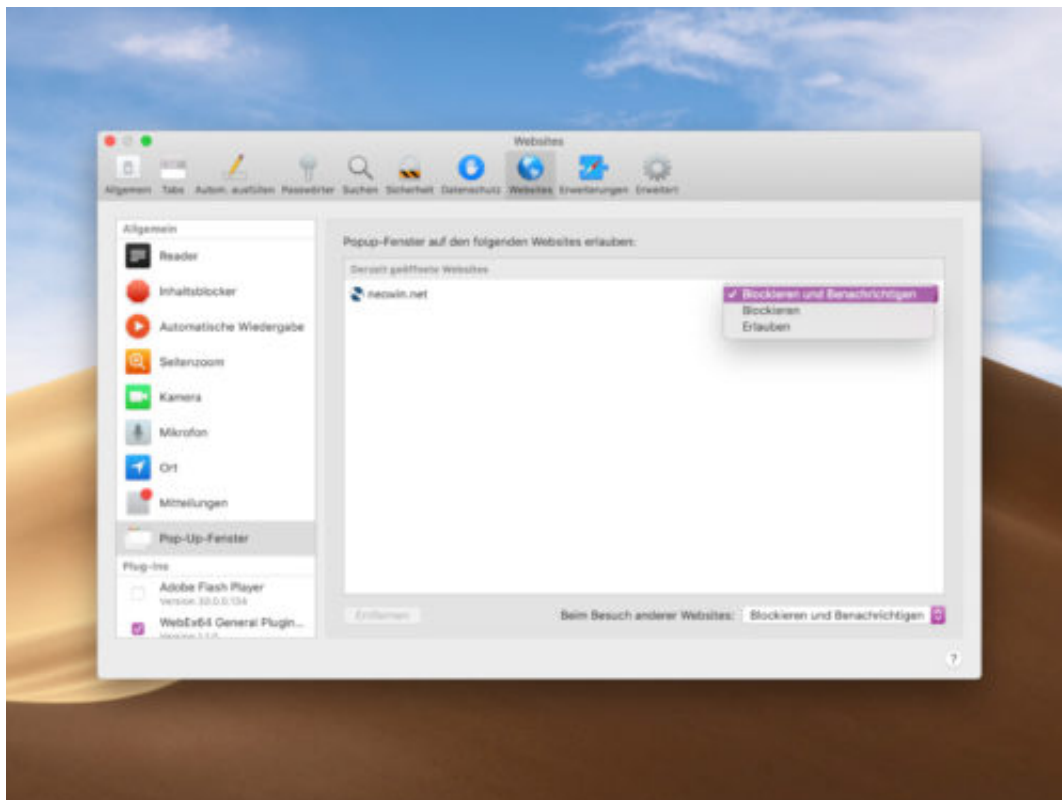 Websites
Allgemein Tabs Autom. ausfüllen Passwörter Suchen Sicherheit Datenschutz Websites Erweiterungen Erweitert
Allgemein
Reader
Inhaltsblocker
Automatische Wiedergabe
Seitenzoom
Kamera
Mikrofon
Ort
Mitteilungen
Pop-Up-Fenster
Plug-ins
Adobe Flash Player
WebEx64 General Plugin...
Popup-Fenster auf den folgenden Websites erlauben:
Derzeit geöffnete Websites
neowin.net
✓ Blockieren und Benachrichtigen
Blockieren
Erlauben
Entfernen
Beim Besuch anderer Websites: Blockieren und Benachrichtigen
?